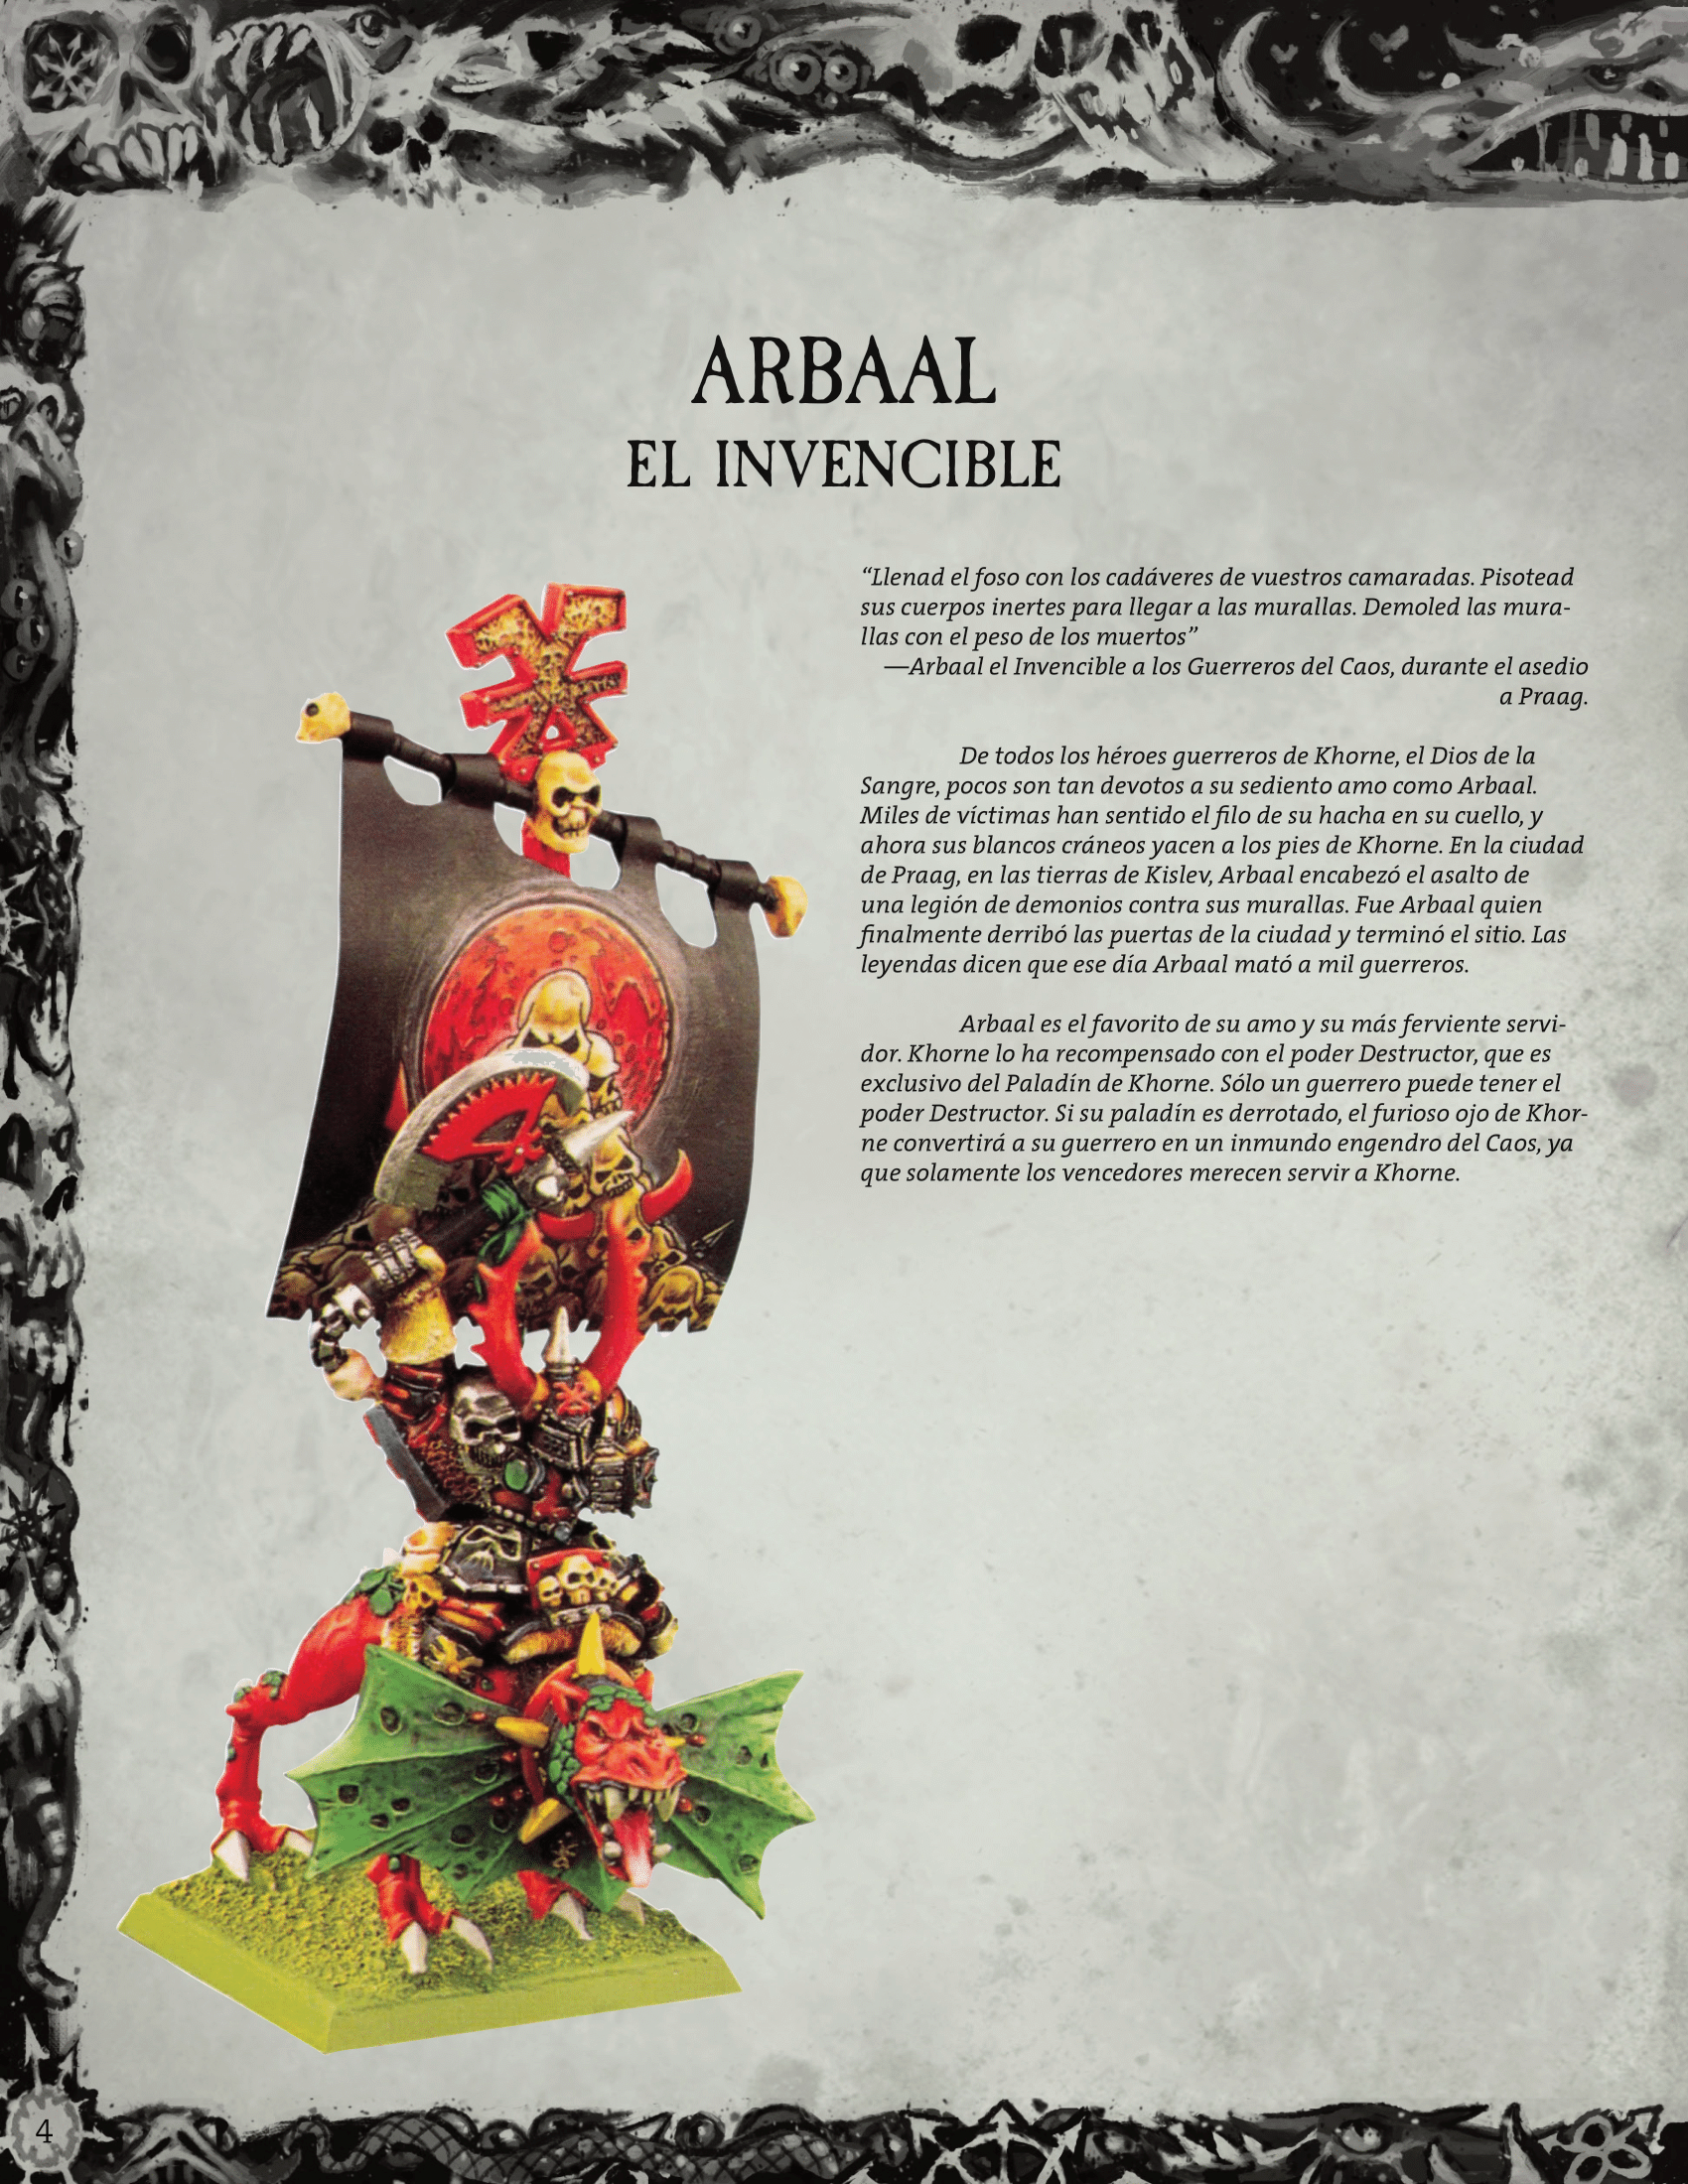 ARBAAL
EL INVENCIBLE
“Llenad el foso con los cadáveres de vuestros camaradas. Pisotead
sus cuerpos inertes para llegar a las murallas. Demoled las mura-
llas con el peso de los muertos”
—Arbaal el Invencible a los Guerreros del Caos, durante el asedio
a Praag.
De todos los héroes guerreros de Khorne, el Dios de la
Sangre, pocos son tan devotos a su sediento amo como Arbaal.
Miles de víctimas han sentido el filo de su hacha en su cuello, y
ahora sus blancos cráneos yacen a los pies de Khorne. En la ciudad
de Praag, en las tierras de Kislev, Arbaal encabezó el asalto de
una legión de demonios contra sus murallas. Fue Arbaal quien
finalmente derribó las puertas de la ciudad y terminó el sitio. Las
leyendas dicen que ese día Arbaal mató a mil guerreros.
Arbaal es el favorito de su amo y su más ferviente servi-
dor. Khorne lo ha recompensado con el poder Destructor, que es
exclusivo del Paladín de Khorne. Sólo un guerrero puede tener el
poder Destructor. Si su paladín es derrotado, el furioso ojo de Khor-
ne convertirá a su guerrero en un inmundo engendro del Caos, ya
que solamente los vencedores merecen servir a Khorne.
4